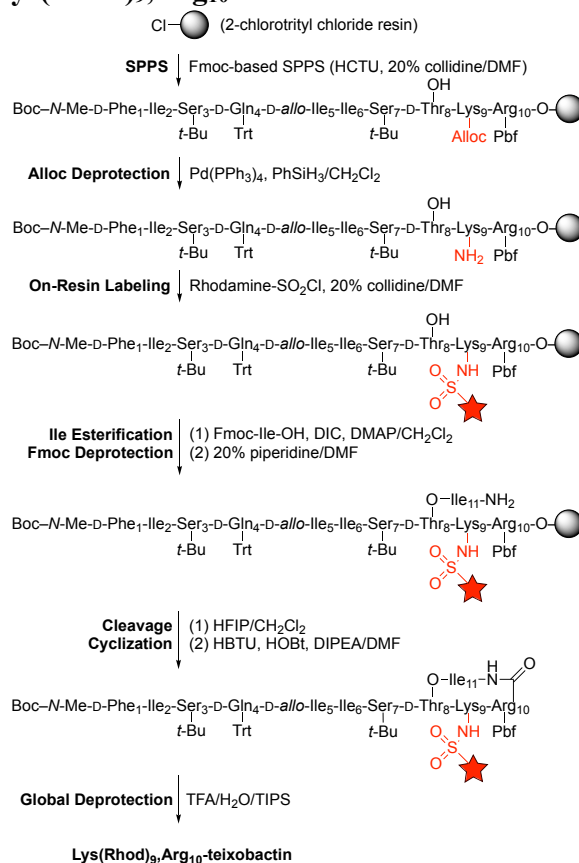 Cl (2-chlorotrityl chloride resin)
SPPS Fmoc-based SPPS (HCTU, 20% collidine/DMF)
OH
Boc–N-Me-D-Phe1-Ile2-Ser3-D-Gln4-D-allo-Ile5-Ile6-Ser7-D-Thr8-Lys9-Arg10-O
t-Bu Trt t-Bu Alloc Pbf
Alloc Deprotection Pd(PPh3)4, PhSiH3/CH2Cl2
OH
Boc–N-Me-D-Phe1-Ile2-Ser3-D-Gln4-D-allo-Ile5-Ile6-Ser7-D-Thr8-Lys9-Arg10-O
t-Bu Trt t-Bu NH2 Pbf
On-Resin Labeling Rhodamine-SO2Cl, 20% collidine/DMF
OH
Boc–N-Me-D-Phe1-Ile2-Ser3-D-Gln4-D-allo-Ile5-Ile6-Ser7-D-Thr8-Lys9-Arg10-O
t-Bu Trt t-Bu NH Pbf
O S O
Ile Esterification (1) Fmoc-Ile-OH, DIC, DMAP/CH2Cl2
Fmoc Deprotection (2) 20% piperidine/DMF
O–Ile11-NH2
Boc–N-Me-D-Phe1-Ile2-Ser3-D-Gln4-D-allo-Ile5-Ile6-Ser7-D-Thr8-Lys9-Arg10-O
t-Bu Trt t-Bu NH Pbf
O S O
Cleavage (1) HFIP/CH2Cl2
Cyclization (2) HBTU, HOBt, DIPEA/DMF
O–Ile11-N H O
Boc–N-Me-D-Phe1-Ile2-Ser3-D-Gln4-D-allo-Ile5-Ile6-Ser7-D-Thr8-Lys9-Arg10
t-Bu Trt t-Bu NH Pbf
O S O
Global Deprotection TFA/H2O/TIPS
Lys(Rhod)9,Arg10-teixobactin